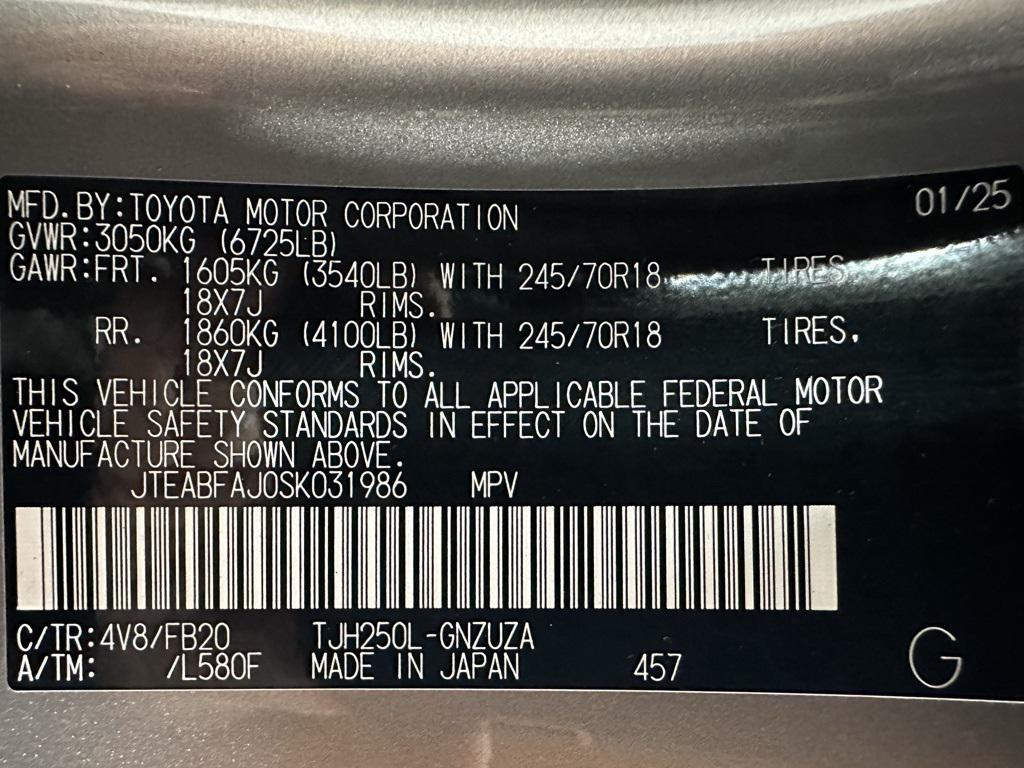 01/25
MFD.BY:TOYOTA MOTOR CORPORATION
GVWR:3050KG (6725LB)
GAWR:FRT. 1605KG (3540LB) WITH 245/70R18 TIRES.
18X7J RIMS.
RR. 1860KG (4100LB) WITH 245/70R18 TIRES.
18X7J RIMS.
THIS VEHICLE CONFORMS TO ALL APPLICABLE FEDERAL MOTOR
VEHICLE SAFETY STANDARDS IN EFFECT ON THE DATE OF
MANUFACTURE SHOWN ABOVE.
JTEABFAJ0SK031986 MPV
C/TR:4V8/FB20 TJH250L-GNZUZA
A/TM: /L580F MADE IN JAPAN 457
G